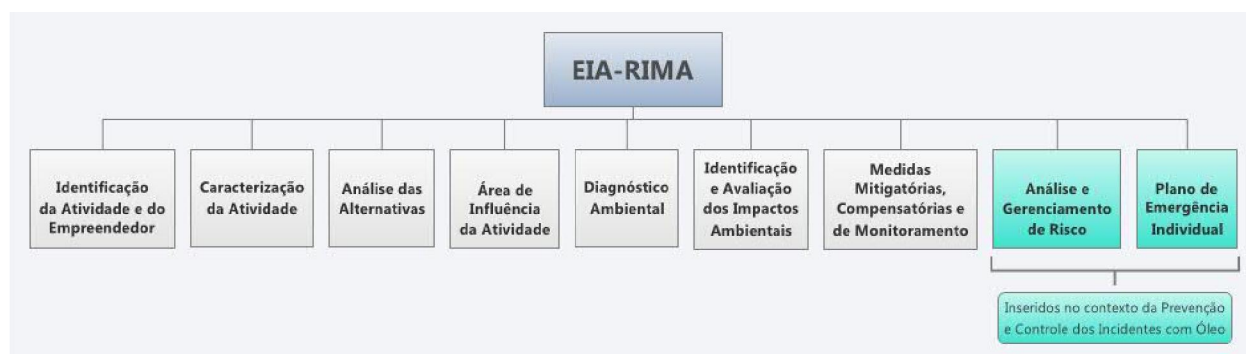 EIA-RIMA
Identificação
da Atividade e do
Empreendedor
Caracterização
da Atividade
Análise das
Alternativas
Área de
Influência
da Atividade
Diagnóstico
Ambiental
Identificação
e Avaliação
dos Impactos
Ambientais
Medidas
Mitigatórias,
Compensatórias e
de Monitoramento
Análise e
Gerenciamento
de Risco
Plano de
Emergência
Individual
Inseridos no contexto da Prevenção
e Controle dos Incidentes com Óleo